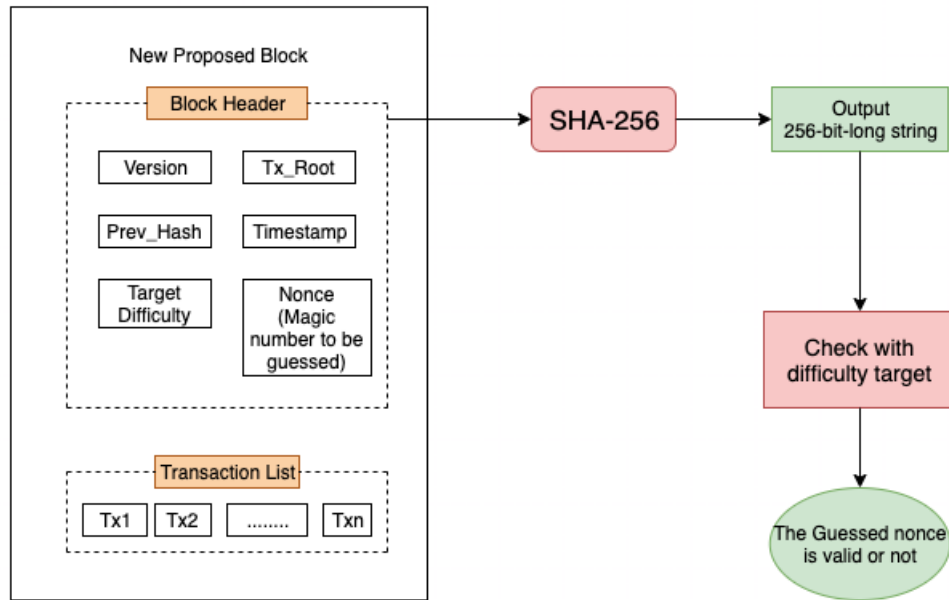 New Proposed Block
Block Header
Version
Tx_Root
Prev_Hash
Timestamp
Target
Difficulty
Nonce
(Magic
number to be
guessed)
Transaction List
Tx1
Tx2
........
Txn
SHA-256
Output
256-bit-long string
Check with
difficulty target
The Guessed nonce
is valid or not